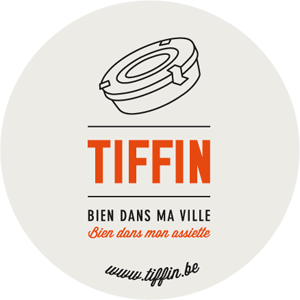 TIFFIN
BIEN DANS MA VILLE
Bien dans mon assiette
www.tiffin.be